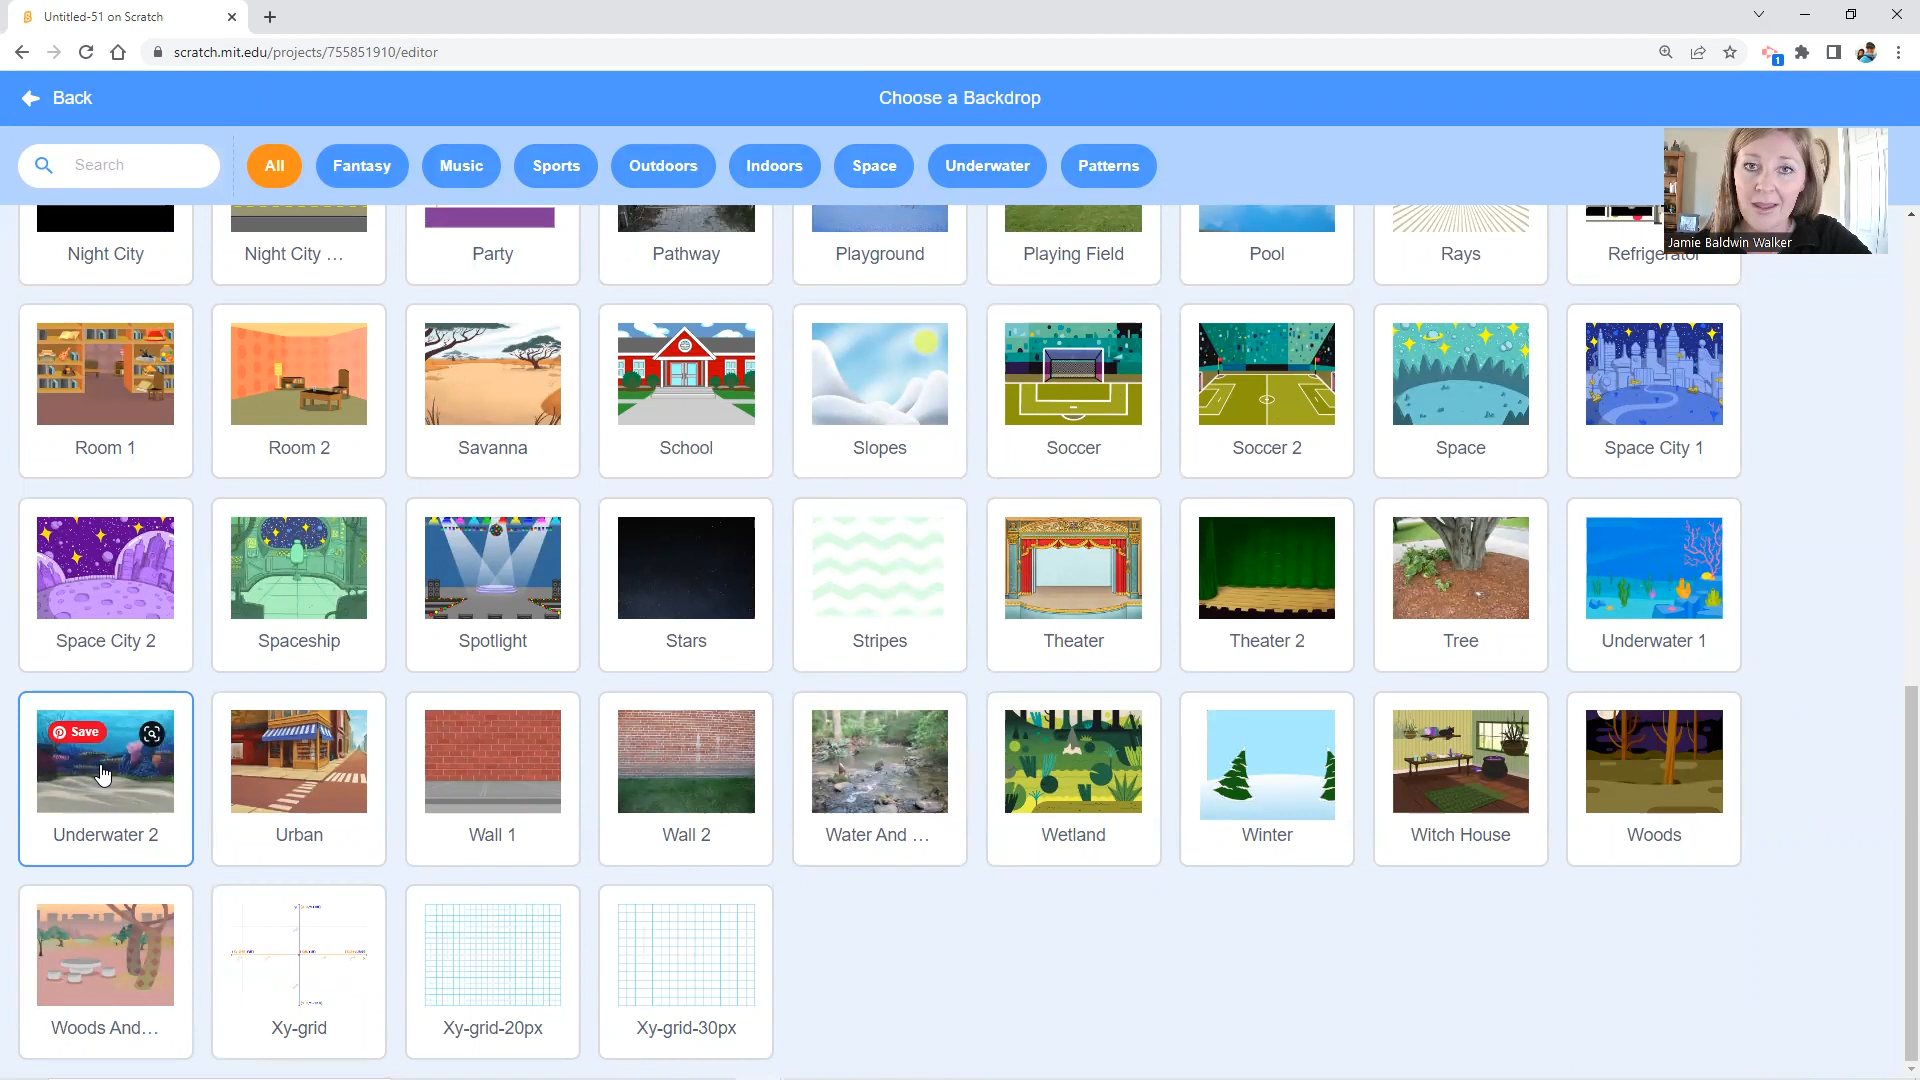 Untitled-51 on Scratch
scratch.mit.edu/projects/755851910/editor
1
Back
Choose a Backdrop
Search
All
Fantasy
Music
Sports
Outdoors
Indoors
Space
Underwater
Patterns
Jamie Baldwin Walker
Night City
Night City ...
Party
Pathway
Playground
Playing Field
Pool
Rays
Refrigerator
Room 1
Room 2
Savanna
School
Slopes
Soccer
Soccer 2
Space
Space City 1
Space City 2
Spaceship
Spotlight
Stars
Stripes
Theater
Theater 2
Tree
Underwater 1
Save
Underwater 2
Urban
Wall 1
Wall 2
Water And ...
Wetland
Winter
Witch House
Woods
Woods And...
Xy-grid
Xy-grid-20px
Xy-grid-30px